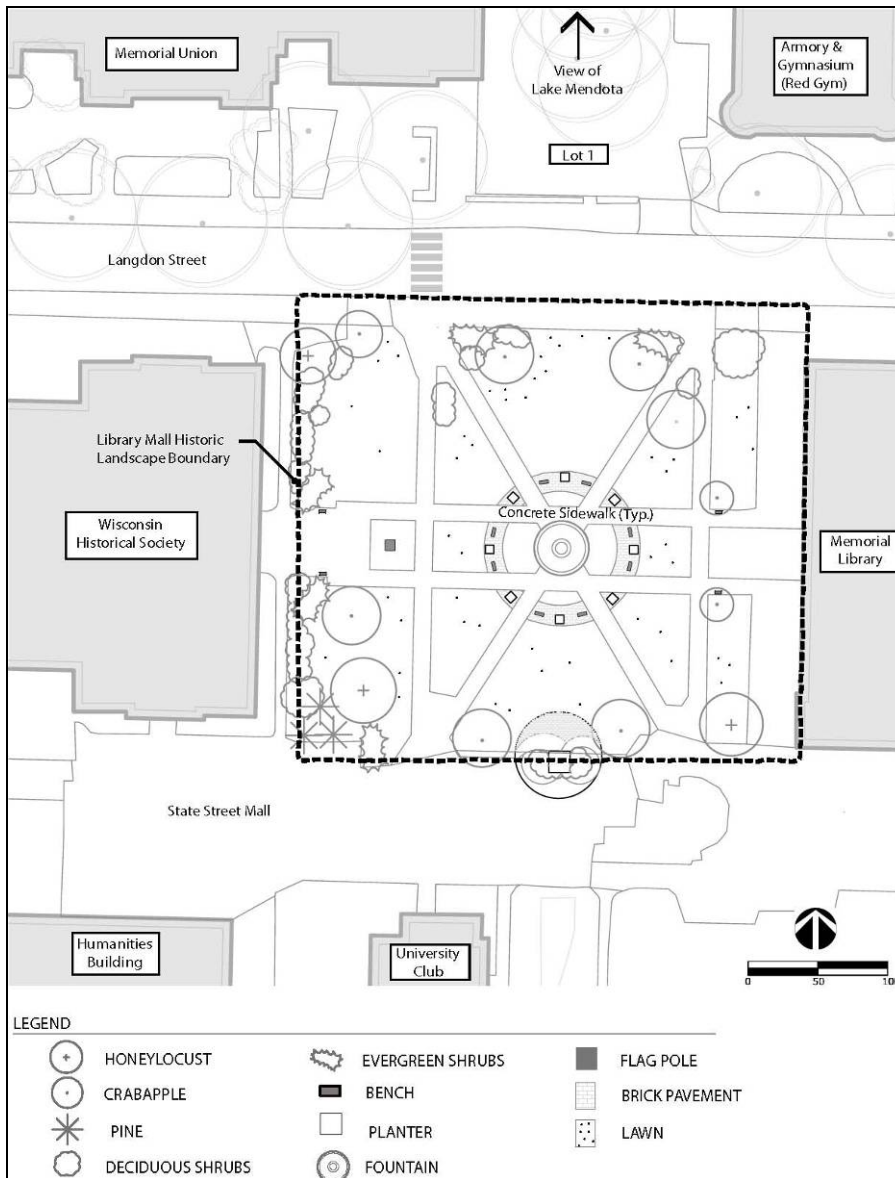 Memorial Union
View of
Lake Mendota
Armory &
Gymnasium
(Red Gym)
Lot 1
Langdon Street
Library Mall Historic
Landscape Boundary
Concrete Sidewalk (Typ.)
Wisconsin
Historical Society
Memorial
Library
State Street Mall
Humanities
Building
University
Club
0 50 100
LEGEND
HONEYLOCUST
CRABAPPLE
PINE
DECIDUOUS SHRUBS
EVERGREEN SHRUBS
BENCH
PLANTER
FOUNTAIN
FLAG POLE
BRICK PAVEMENT
LAWN